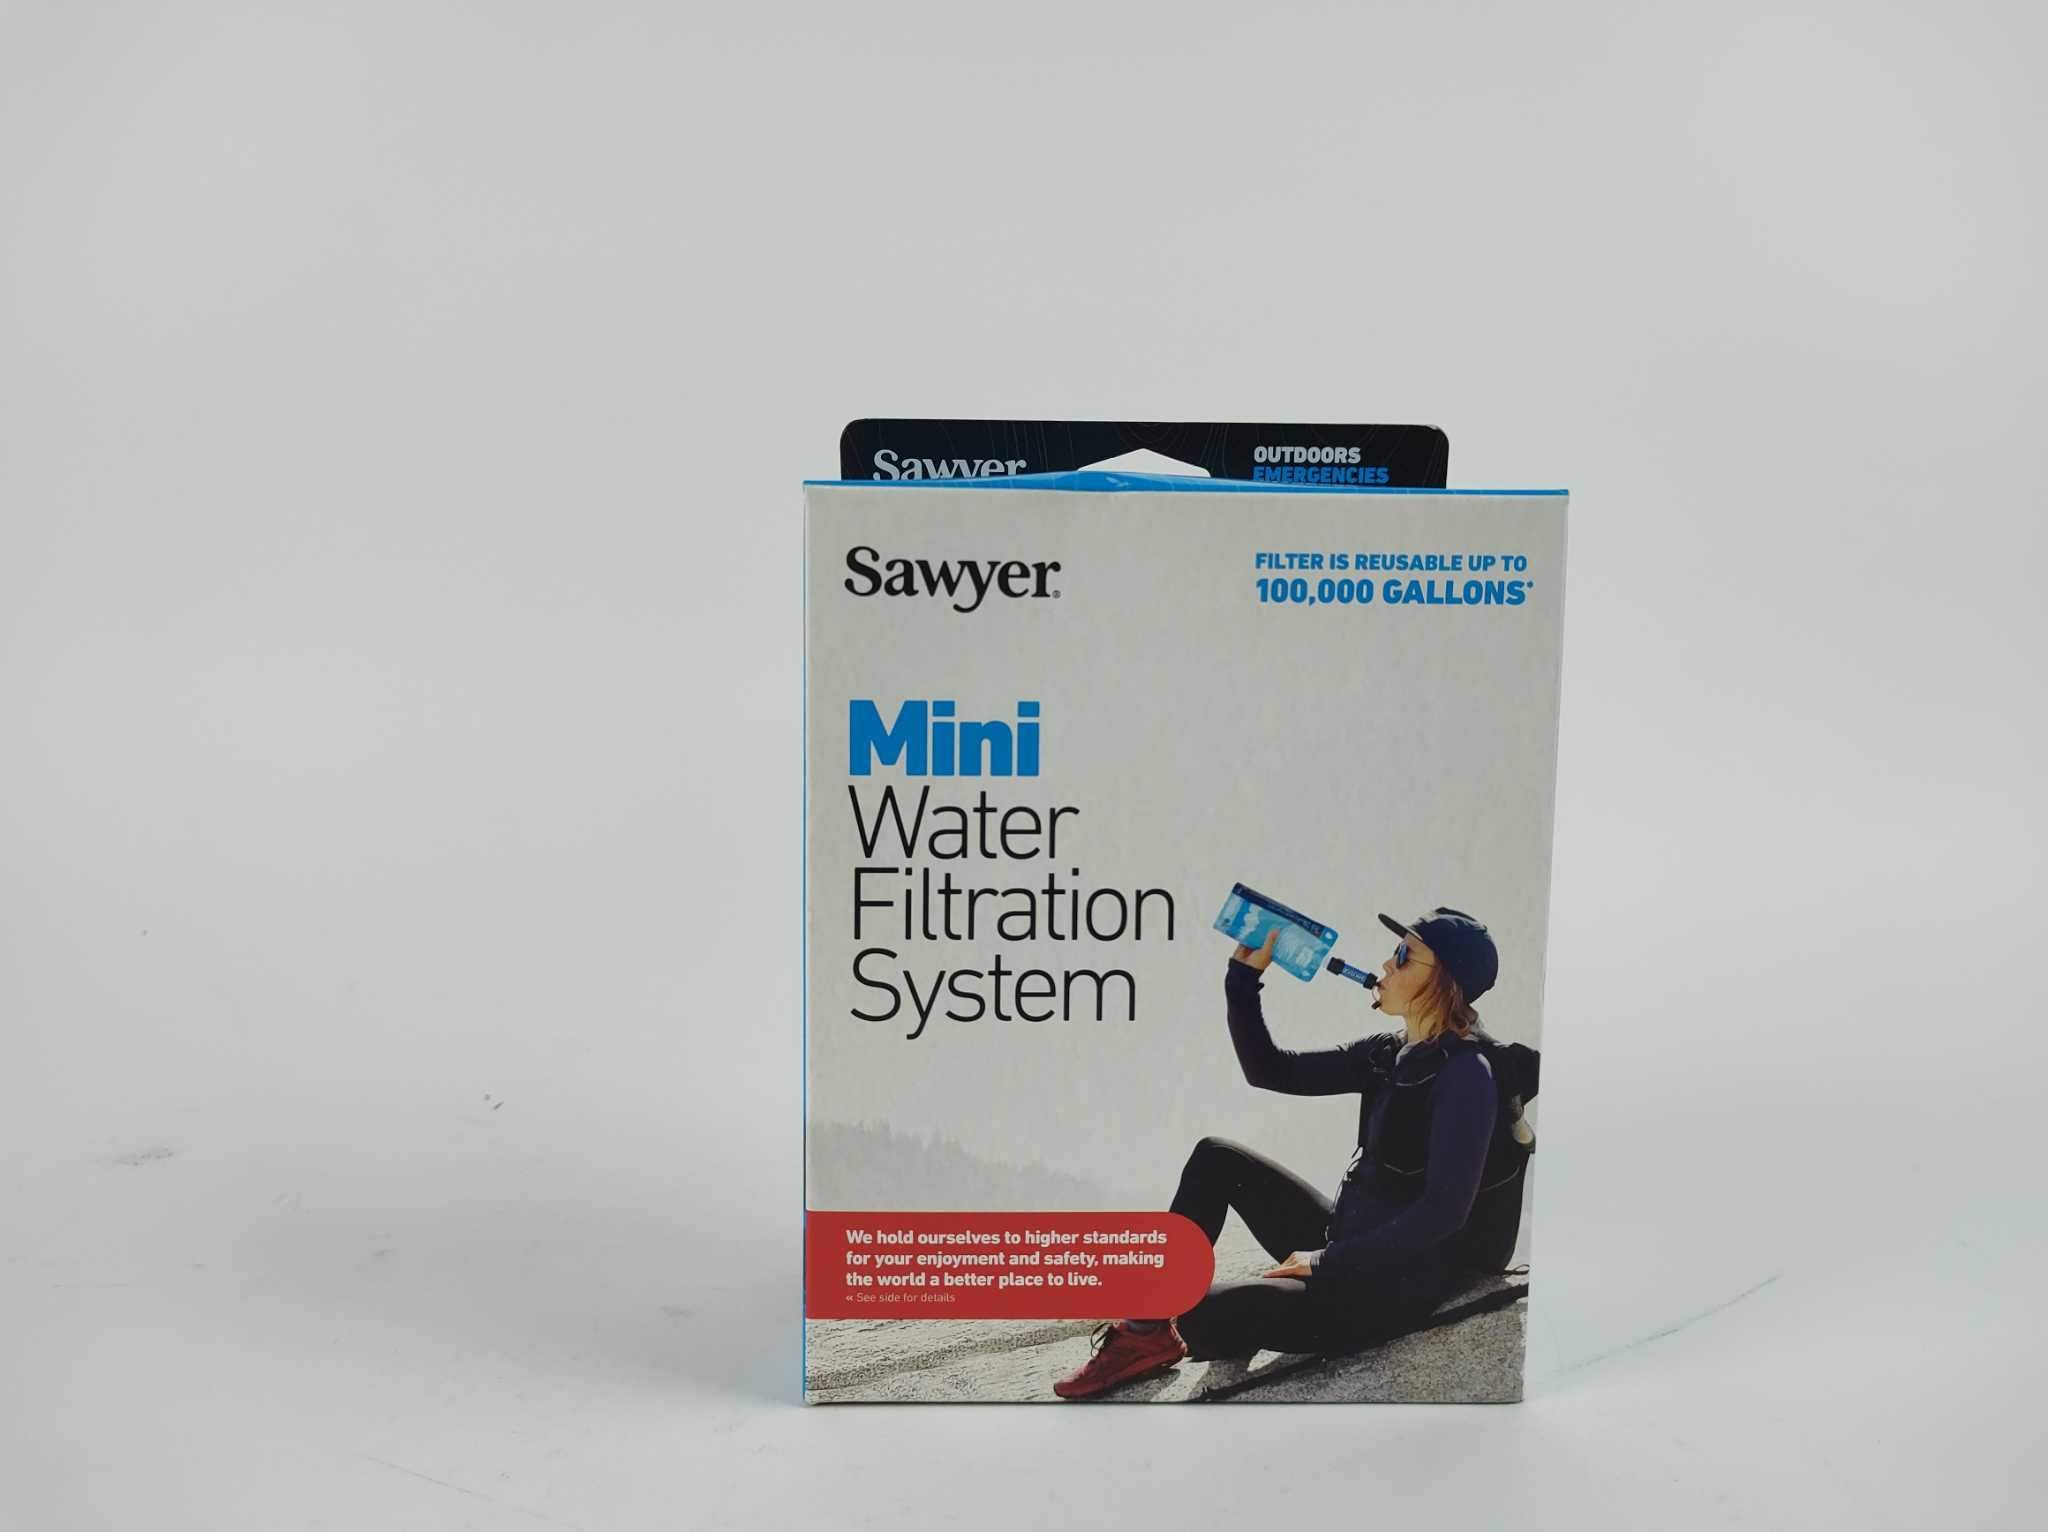 Sawyer
OUTDOORS
EMERGENCIES
Sawyer®
FILTER IS REUSABLE UP TO
100,000 GALLONS*
Mini
Water
Filtration
System
We hold ourselves to higher standards
for your enjoyment and safety, making
the world a better place to live.
« See side for details